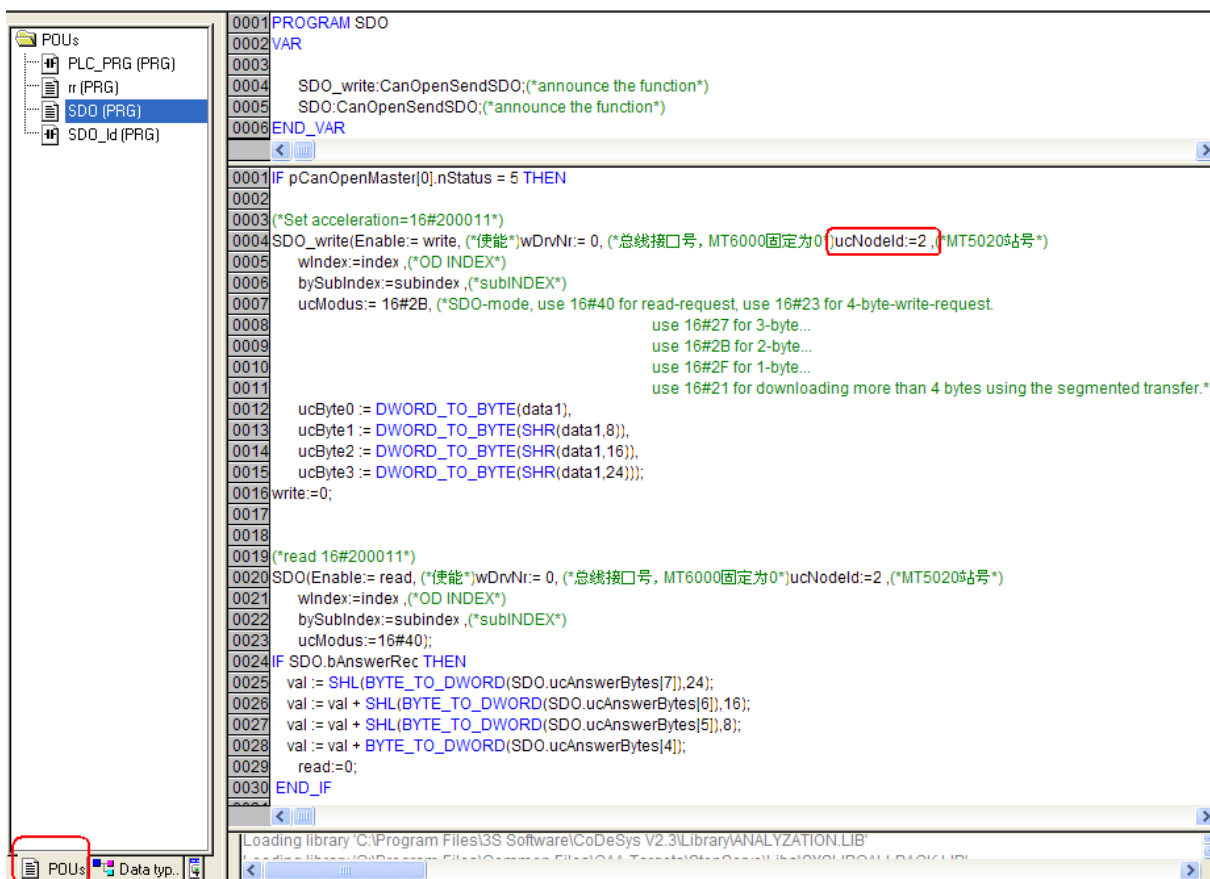 POUs
PLC_PRG (PRG)
rr (PRG)
SDO (PRG)
SDO_ld (PRG)
0001 PROGRAM SDO
0002 VAR
0003
0004 SDO_write:CanOpenSendSDO;(*announce the function*)
0005 SDO:CanOpenSendSDO;(*announce the function*)
0006 END_VAR
0001 IF pCanOpenMaster[0].nStatus = 5 THEN
0002
0003 (*Set acceleration=16#200011*)
0004 SDO_write(Enable:= write, (*使能*)wDrvNr:= 0, (*总线接口号，MT6000固定为0*)ucNodeId:=2 ,(*MT5020站号*)
0005 wIndex:=index ,(*OD INDEX*)
0006 bySubIndex:=subindex ,(*subINDEX*)
0007 ucModus:= 16#2B, (*SDO-mode, use 16#40 for read-request, use 16#23 for 4-byte-write-request.
0008 use 16#27 for 3-byte...
0009 use 16#2B for 2-byte...
0010 use 16#2F for 1-byte...
0011 use 16#21 for downloading more than 4 bytes using the segmented transfer.*
0012 ucByte0 := DWORD_TO_BYTE(data1),
0013 ucByte1 := DWORD_TO_BYTE(SHR(data1,8)),
0014 ucByte2 := DWORD_TO_BYTE(SHR(data1,16)),
0015 ucByte3 := DWORD_TO_BYTE(SHR(data1,24)));
0016 write:=0;
0017
0018
0019 (*read 16#200011*)
0020 SDO(Enable:= read, (*使能*)wDrvNr:= 0, (*总线接口号，MT6000固定为0*)ucNodeId:=2 ,(*MT5020站号*)
0021 wIndex:=index ,(*OD INDEX*)
0022 bySubIndex:=subindex ,(*subINDEX*)
0023 ucModus:=16#40);
0024 IF SDO.bAnswerRec THEN
0025 val := SHL(BYTE_TO_DWORD(SDO.ucAnswerBytes[7]),24);
0026 val := val + SHL(BYTE_TO_DWORD(SDO.ucAnswerBytes[6]),16);
0027 val := val + SHL(BYTE_TO_DWORD(SDO.ucAnswerBytes[5]),8);
0028 val := val + BYTE_TO_DWORD(SDO.ucAnswerBytes[4]);
0029 read:=0;
0030 END_IF
Loading library 'C:\Program Files\3S Software\CoDeSys V2.3\Library\ANALYZATION.LIB'
POUs Data typ..